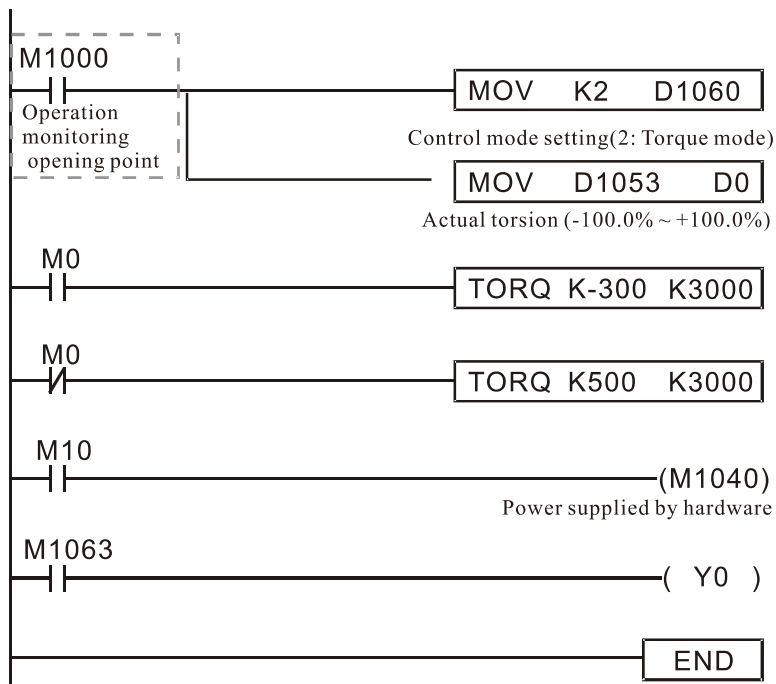 M1000
MOV K2 D1060
Operation
monitoring
opening point
Control mode setting(2: Torque mode)
MOV D1053 D0
Actual torsion (-100.0% ~ +100.0%)
M0
TORQ K-300 K3000
M0
TORQ K500 K3000
M10
(M1040)
Power supplied by hardware
M1063
( Y0 )
END